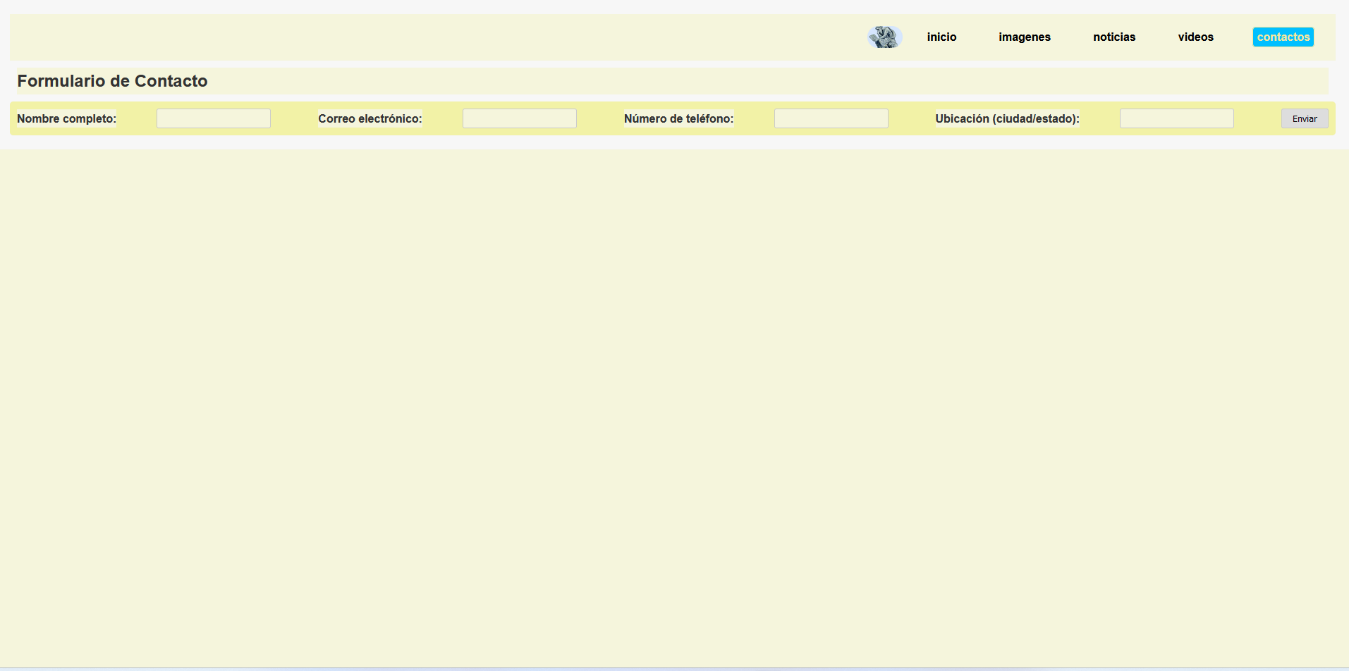 inicio imagenes noticias videos contactos
Formulario de Contacto
Nombre completo: Correo electrónico: Número de teléfono: Ubicación (ciudad/estado): Enviar